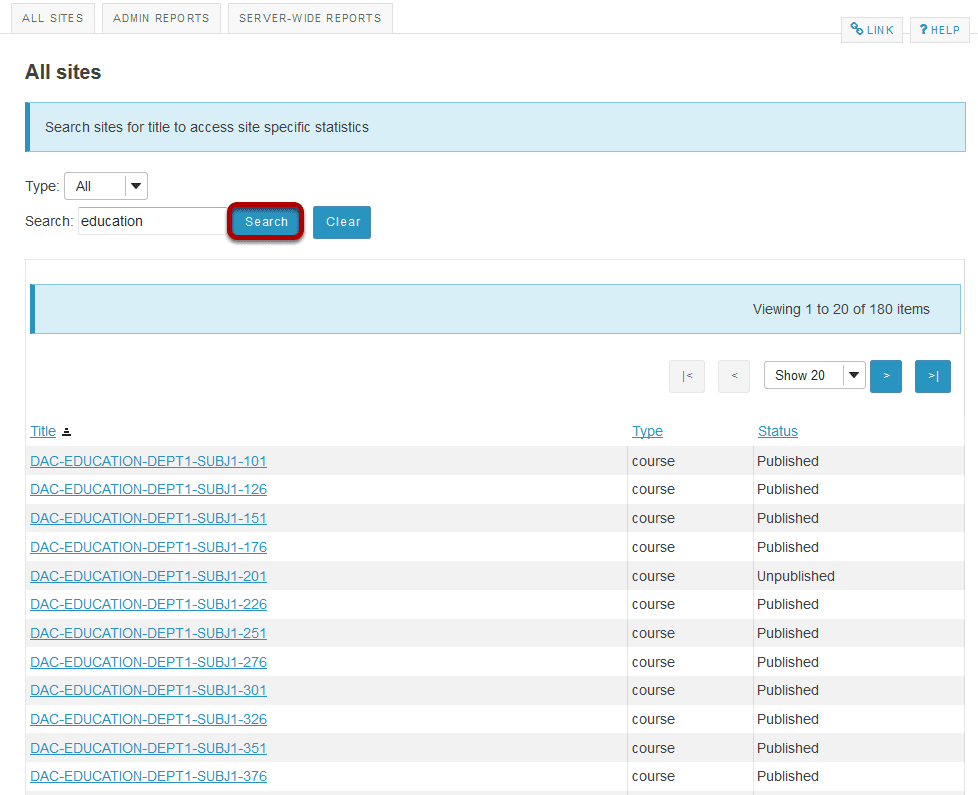 ALL SITES ADMIN REPORTS SERVER-WIDE REPORTS
LINK ? HELP
All sites
Search sites for title to access site specific statistics
Type: All
Search: education Search Clear
Viewing 1 to 20 of 180 items
|< < Show 20 > >|
Title Type Status
DAC-EDUCATION-DEPT1-SUBJ1-101 course Published
DAC-EDUCATION-DEPT1-SUBJ1-126 course Published
DAC-EDUCATION-DEPT1-SUBJ1-151 course Published
DAC-EDUCATION-DEPT1-SUBJ1-176 course Published
DAC-EDUCATION-DEPT1-SUBJ1-201 course Unpublished
DAC-EDUCATION-DEPT1-SUBJ1-226 course Published
DAC-EDUCATION-DEPT1-SUBJ1-251 course Published
DAC-EDUCATION-DEPT1-SUBJ1-276 course Published
DAC-EDUCATION-DEPT1-SUBJ1-301 course Published
DAC-EDUCATION-DEPT1-SUBJ1-326 course Published
DAC-EDUCATION-DEPT1-SUBJ1-351 course Published
DAC-EDUCATION-DEPT1-SUBJ1-376 course Published